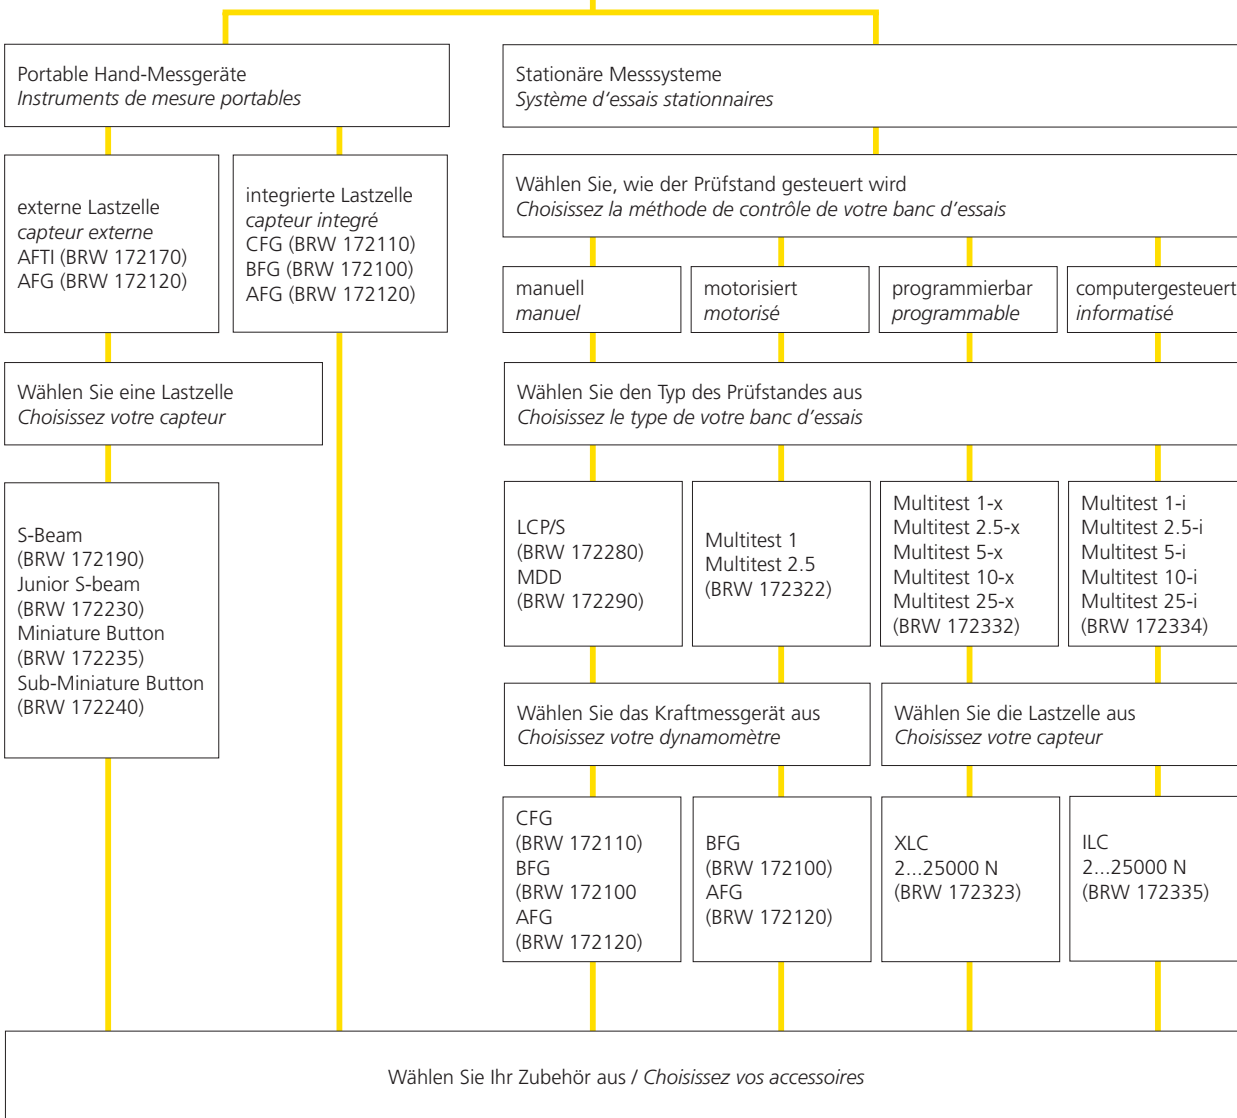 Portable Hand-Messgeräte
Instruments de mesure portables
Stationäre Messsysteme
Système d'essais stationnaires
externe Lastzelle
capteur externe
AFTI (BRW 172170)
AFG (BRW 172120)
integrierte Lastzelle
capteur integré
CFG (BRW 172110)
BFG (BRW 172100)
AFG (BRW 172120)
Wählen Sie, wie der Prüfstand gesteuert wird
Choisissez la méthode de contrôle de votre banc d'essais
manuell
manuel
motorisiert
motorisé
programmierbar
programmable
computergesteuert
informatisé
Wählen Sie eine Lastzelle
Choisissez votre capteur
Wählen Sie den Typ des Prüfstandes aus
Choisissez le type de votre banc d'essais
S-Beam
(BRW 172190)
Junior S-beam
(BRW 172230)
Miniature Button
(BRW 172235)
Sub-Miniature Button
(BRW 172240)
LCP/S
(BRW 172280)
MDD
(BRW 172290)
Multitest 1
Multitest 2.5
(BRW 172322)
Multitest 1-x
Multitest 2.5-x
Multitest 5-x
Multitest 10-x
Multitest 25-x
(BRW 172332)
Multitest 1-i
Multitest 2.5-i
Multitest 5-i
Multitest 10-i
Multitest 25-i
(BRW 172334)
Wählen Sie das Kraftmessgerät aus
Choisissez votre dynamomètre
Wählen Sie die Lastzelle aus
Choisissez votre capteur
CFG
(BRW 172110)
BFG
(BRW 172100
AFG
(BRW 172120)
BFG
(BRW 172100)
AFG
(BRW 172120)
XLC
2...25000 N
(BRW 172323)
ILC
2...25000 N
(BRW 172335)
Wählen Sie Ihr Zubehör aus / Choisissez vos accessoires